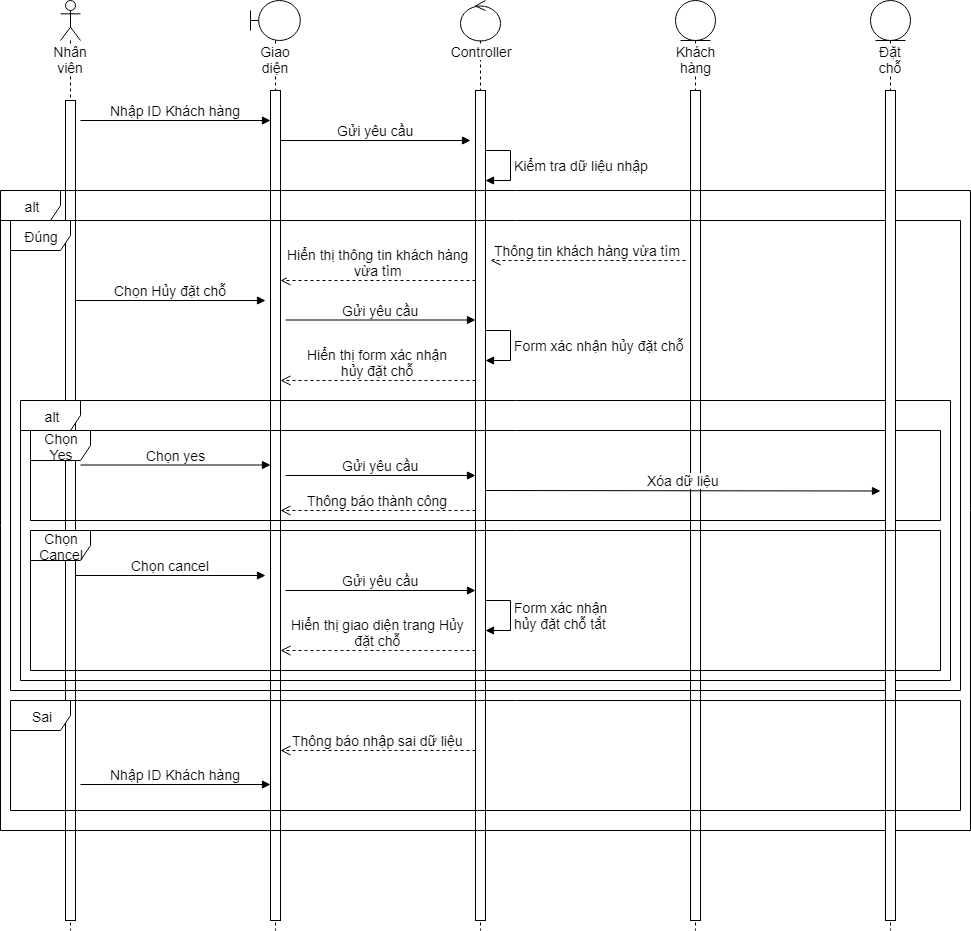 Nhân
viên
Giao
diện
Controller
Khách
hàng
Đặt
chỗ
Nhập ID Khách hàng
Gửi yêu cầu
Kiểm tra dữ liệu nhập
alt
Đúng
Thông tin khách hàng vừa tìm
Hiển thị thông tin khách hàng
vừa tìm
Chọn Hủy đặt chỗ
Gửi yêu cầu
Form xác nhận hủy đặt chỗ
Hiển thị form xác nhận
hủy đặt chỗ
alt
Chọn
Yes
Chọn yes
Gửi yêu cầu
Xóa dữ liệu
Thông báo thành công
Chọn
Cancel
Chọn cancel
Gửi yêu cầu
Form xác nhận
hủy đặt chỗ tắt
Hiển thị giao diện trang Hủy
đặt chỗ
Sai
Thông báo nhập sai dữ liệu
Nhập ID Khách hàng